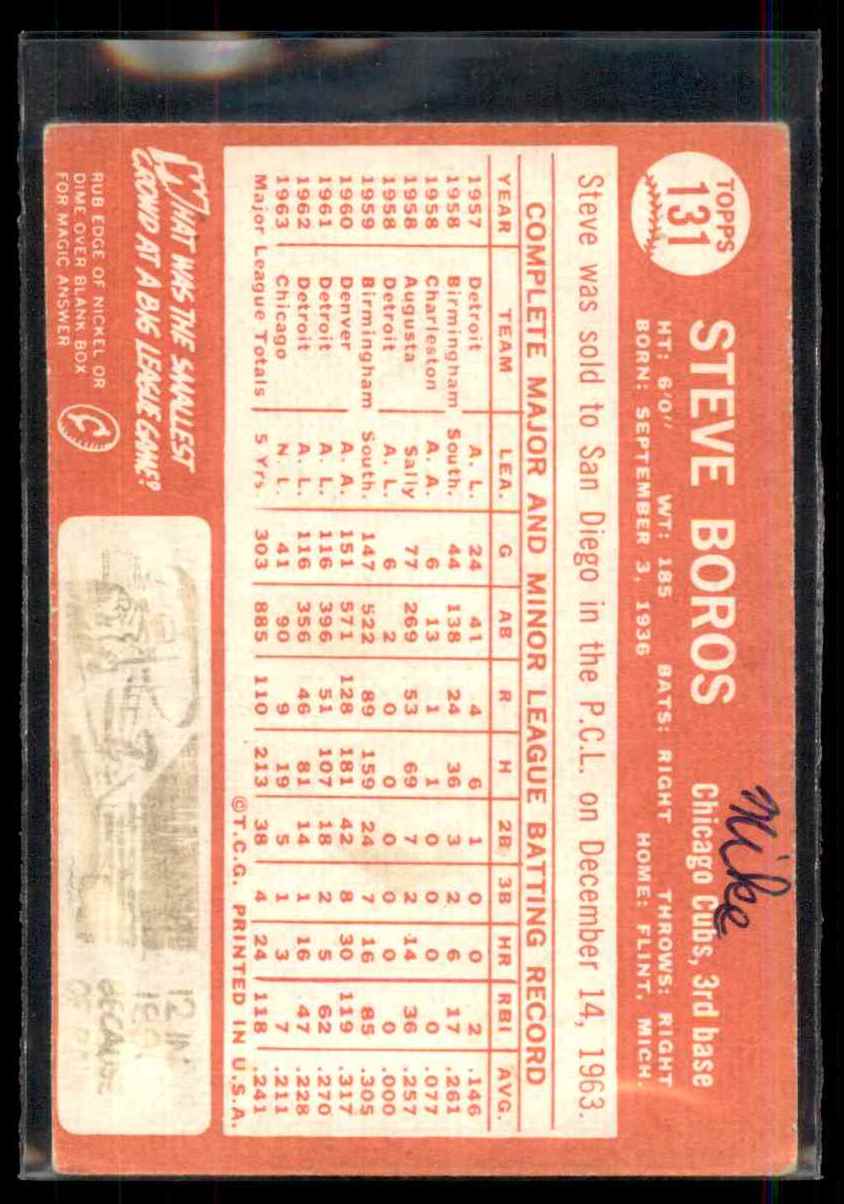 Mike
TOPPS
131
STEVE BOROS
Chicago Cubs, 3rd base
HT: 6'0" WT: 185 BATS: RIGHT THROWS: RIGHT
BORN: SEPTEMBER 3, 1936 HOME: FLINT, MICH.
Steve was sold to San Diego in the P.C.L. on December 14, 1963.
COMPLETE MAJOR AND MINOR LEAGUE BATTING RECORD
YEAR TEAM LEA. G AB R H 2B 3B HR RBI AVG.
1957 Detroit A. L. 24 41 4 6 1 0 0 2 .146
1958 Birmingham South. 44 138 24 36 3 2 6 17 .261
1958 Charleston A. A. 6 13 1 1 0 0 0 0 .077
1958 Augusta Sally 77 269 53 69 7 2 14 36 .257
1958 Detroit A. L. 6 2 0 0 0 0 0 0 .000
1959 Birmingham South. 147 522 89 159 24 7 16 85 .305
1960 Denver A. A. 151 571 128 181 42 8 30 119 .317
1961 Detroit A. L. 116 396 51 107 18 2 5 62 .270
1962 Detroit A. L. 116 356 46 81 14 1 16 47 .228
1963 Chicago N. L. 41 90 9 19 5 1 3 7 .211
Major League Totals 5 Yrs. 303 885 110 213 38 4 24 118 .241
©T.C.G. PRINTED IN U.S.A.
WHAT WAS THE SMALLEST
CROWD AT A BIG LEAGUE GAME?
RUB EDGE OF NICKEL OR
DIME OVER BLANK BOX
FOR MAGIC ANSWER
12 IN
BECAUSE